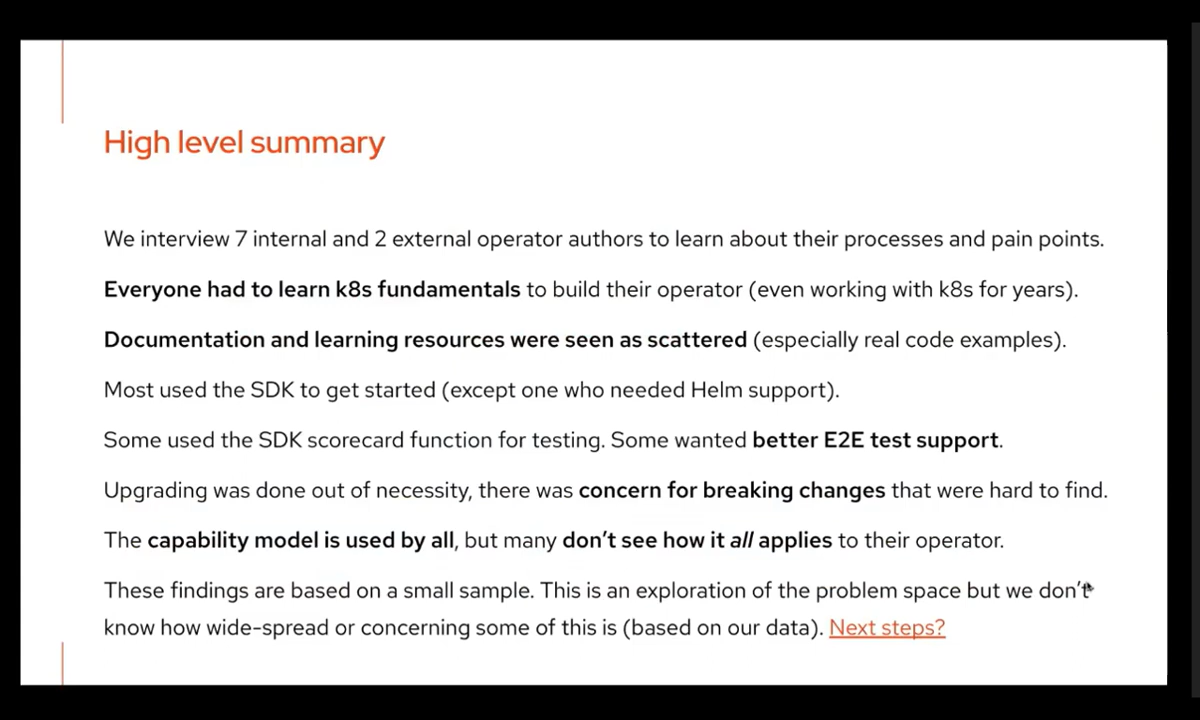 High level summary
We interview 7 internal and 2 external operator authors to learn about their processes and pain points.
Everyone had to learn k8s fundamentals to build their operator (even working with k8s for years).
Documentation and learning resources were seen as scattered (especially real code examples).
Most used the SDK to get started (except one who needed Helm support).
Some used the SDK scorecard function for testing. Some wanted better E2E test support.
Upgrading was done out of necessity, there was concern for breaking changes that were hard to find.
The capability model is used by all, but many don’t see how it all applies to their operator.
These findings are based on a small sample. This is an exploration of the problem space but we don’t
know how wide-spread or concerning some of this is (based on our data). Next steps?